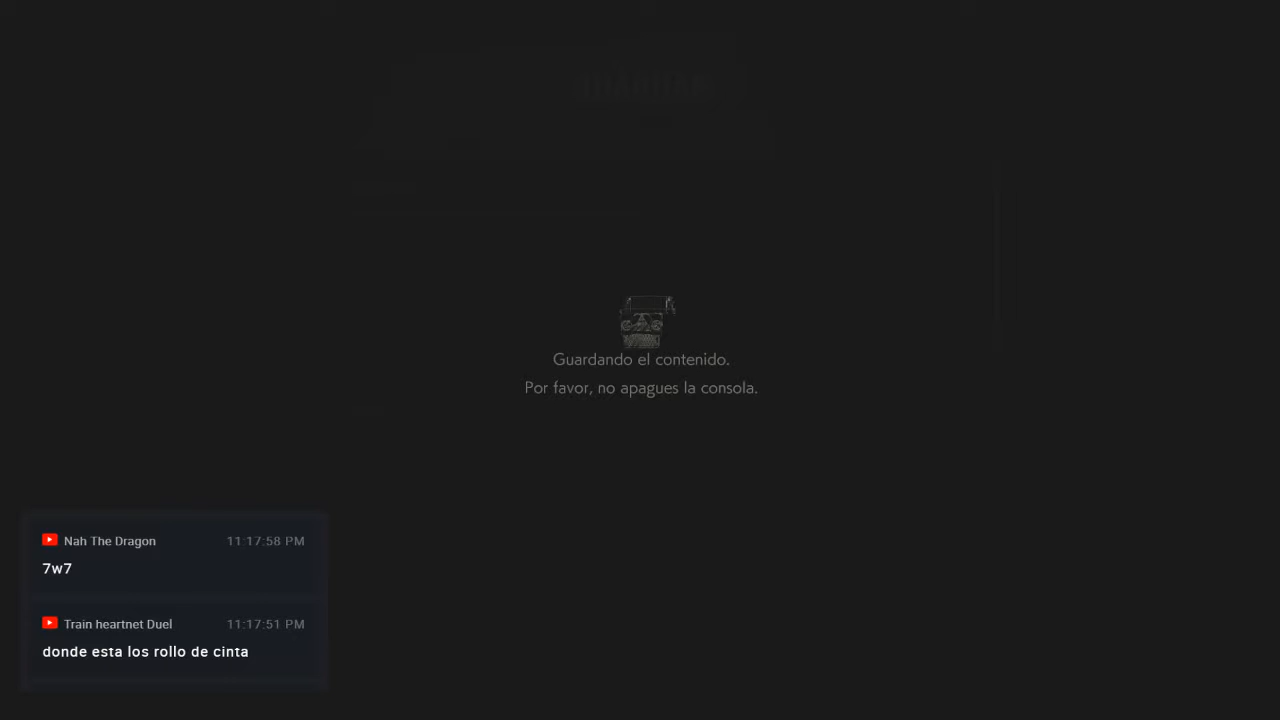 Guardando el contenido.
Por favor, no apagues la consola.
Nah The Dragon 11:17:58 PM
7w7
Train heartnet Duel 11:17:51 PM
donde esta los rollo de cinta